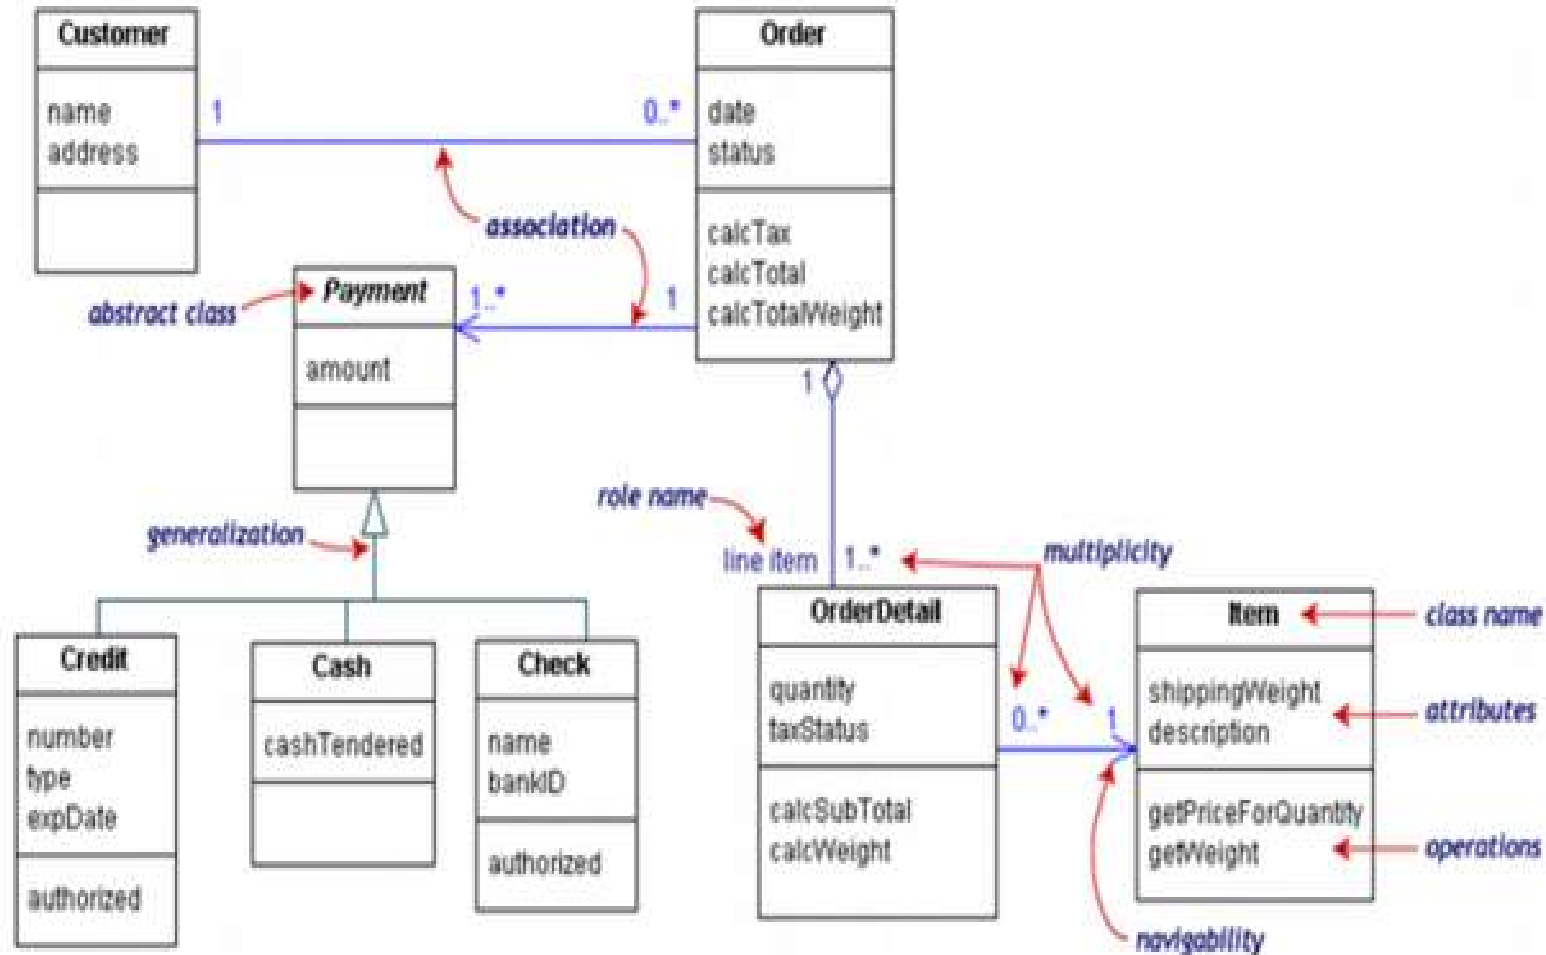 Customer
name
address
1
0..*
Order
date
status
calcTax
calcTotal
calcTotalWeight
association
abstract class
Payment
1..*
1
amount
generalization
1
role name
line item
1..*
multiplicity
Credit
number
type
expDate
authorized
Cash
cashTendered
Check
name
bankID
authorized
OrderDetail
quantity
taxStatus
calcSubTotal
calcWeight
0..*
1
Item
shippingWeight
description
getPriceForQuantity
getWeight
class name
attributes
operations
navigability